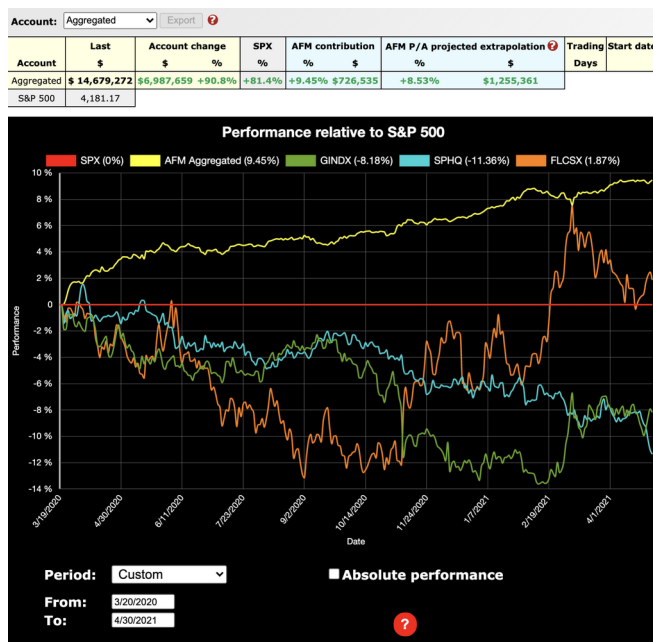 Account: Aggregated Export ?
Last Account change SPX AFM contribution AFM P/A projected extrapolation ? Trading Start date
Account $ $ % % % $ % $ Days
Aggregated $ 14,679,272 $6,987,659 +90.8% +81.4% +9.45% $726,535 +8.53% $1,255,361
S&P 500 4,181.17
Performance relative to S&P 500
SPX (0%) AFM Aggregated (9.45%) GINDX (-8.18%) SPHQ (-11.36%) FLCSX (1.87%)
10 %
8 %
6 %
4 %
2 %
0
-2 %
-4 %
-6 %
-8 %
-10 %
-12 %
-14 %
Performance
3/19/2020 4/30/2020 6/11/2020 7/23/2020 9/2/2020 10/14/2020 11/24/2020 1/7/2021 2/19/2021 4/1/2021
Date
Period: Custom Absolute performance
From: 3/20/2020
To: 4/30/2021
?